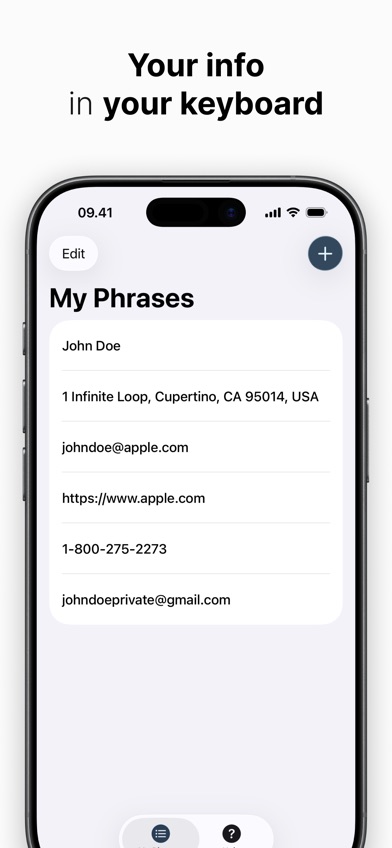 Your info
in your keyboard
09.41
Edit
My Phrases
John Doe
1 Infinite Loop, Cupertino, CA 95014, USA
johndoe@apple.com
https://www.apple.com
1-800-275-2273
johndoeprivate@gmail.com